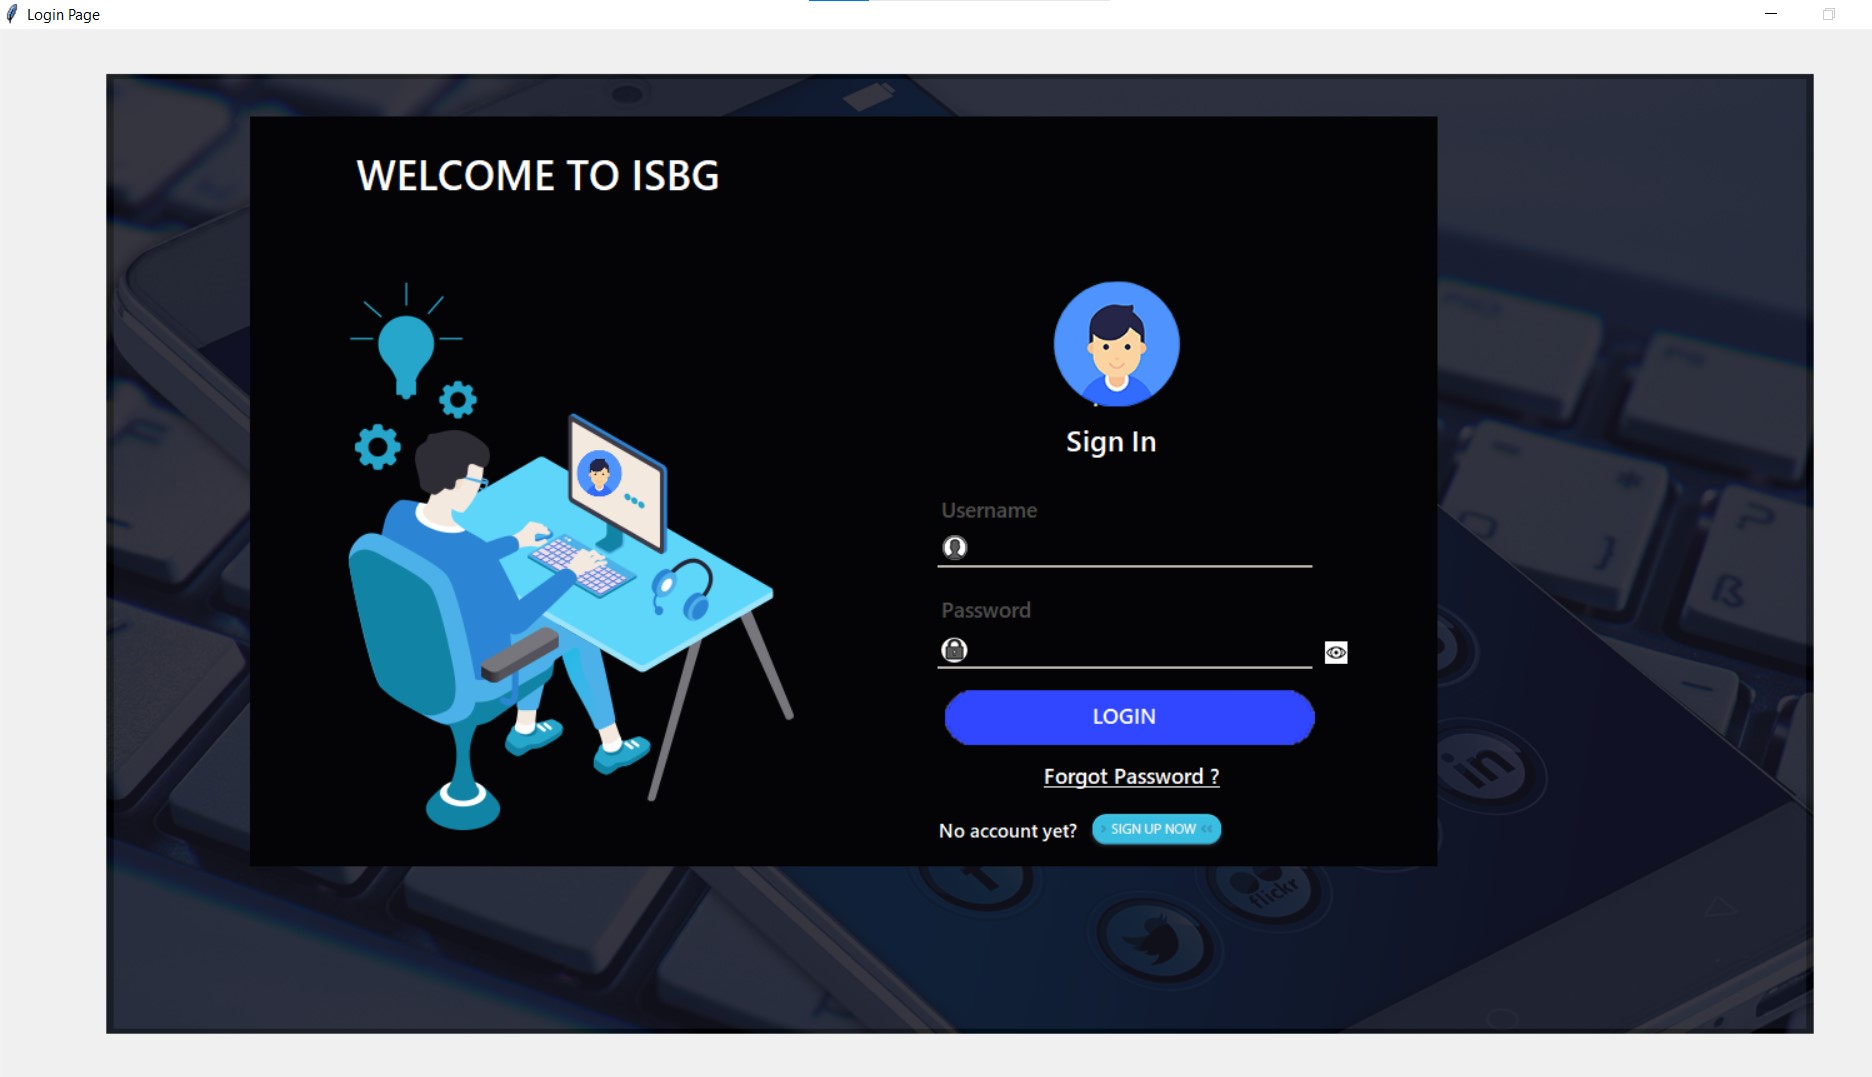 Login Page
WELCOME TO ISBG
Sign In
Username
Password
LOGIN
Forgot Password ?
No account yet?
> SIGN UP NOW <<
in
flickr